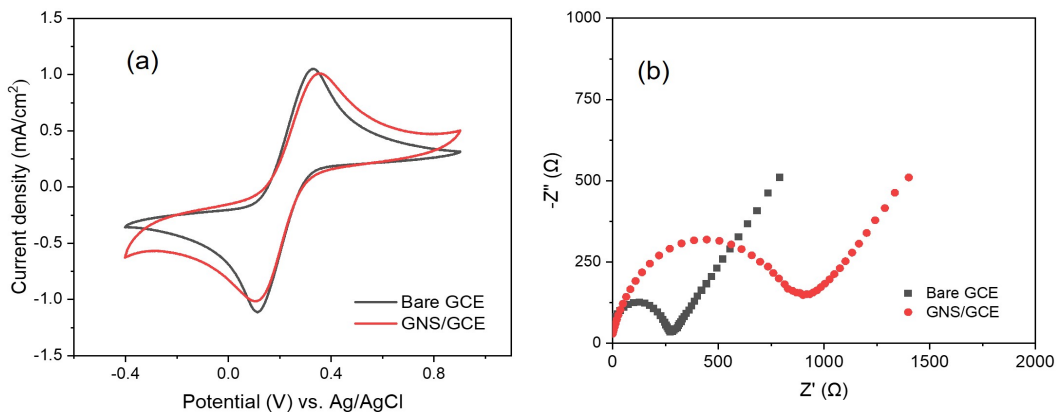 (a)
Current density (mA/cm²)
1.5
1.0
0.5
0.0
-0.5
-1.0
-1.5
Bare GCE
GNS/GCE
-0.4
0.0
0.4
0.8
Potential (V) vs. Ag/AgCl
(b)
-Z" (Ω)
1000
750
500
250
0
Bare GCE
GNS/GCE
0
500
1000
1500
2000
Z' (Ω)